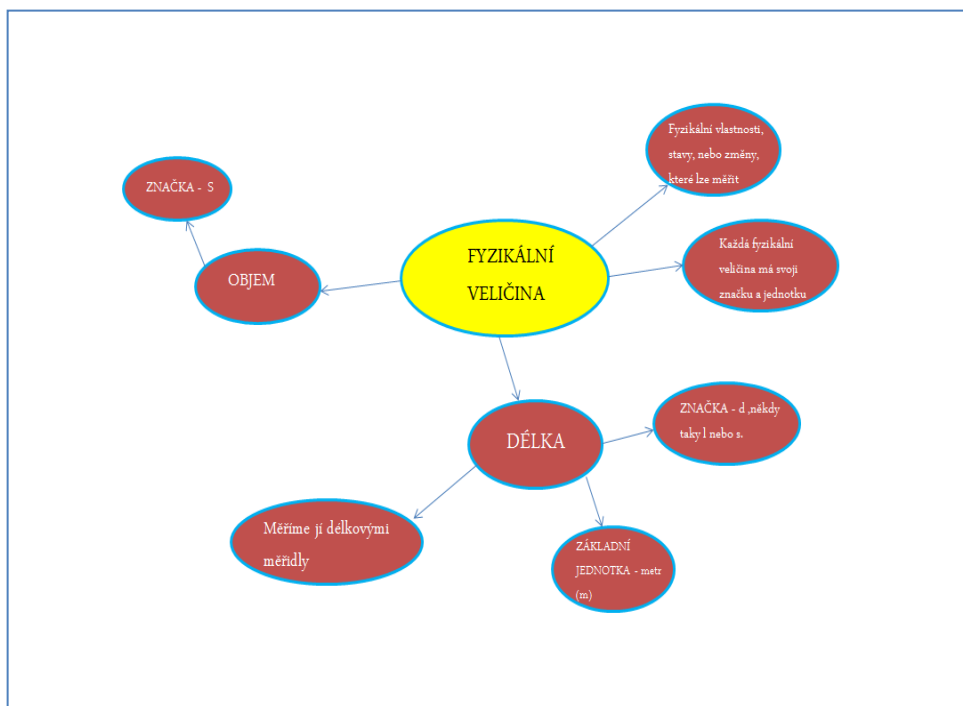 Fyzikální vlastnosti,
stavy, nebo změny,
které lze měřit
ZNAČKA - S
FYZIKÁLNÍ
VELIČINA
Každá fyzikální
veličina má svoji
značku a jednotku
OBJEM
ZNAČKA - d ,někdy
taky l nebo s.
DÉLKA
Měříme jí délkovými
měřidly
ZÁKLADNÍ
JEDNOTKA - metr
(m)